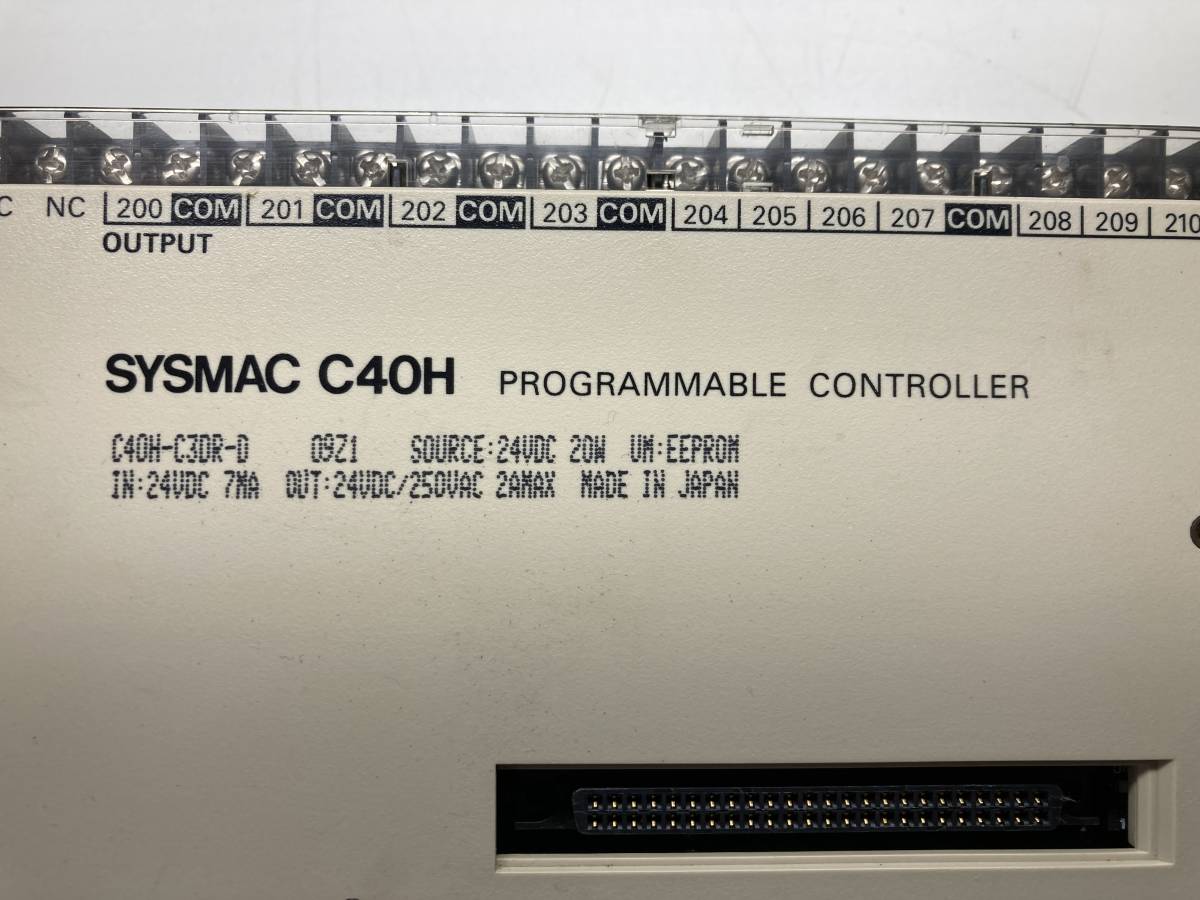 C NC 200 COM 201 COM 202 COM 203 COM 204 205 206 207 COM 208 209 210
OUTPUT
SYSMAC C40H PROGRAMMABLE CONTROLLER
C40H-C3DR-D 09Z1 SOURCE:24VDC 20W UM:EEPROM
IN:24VDC 7MA OUT:24VDC/250VAC 2AMAX MADE IN JAPAN